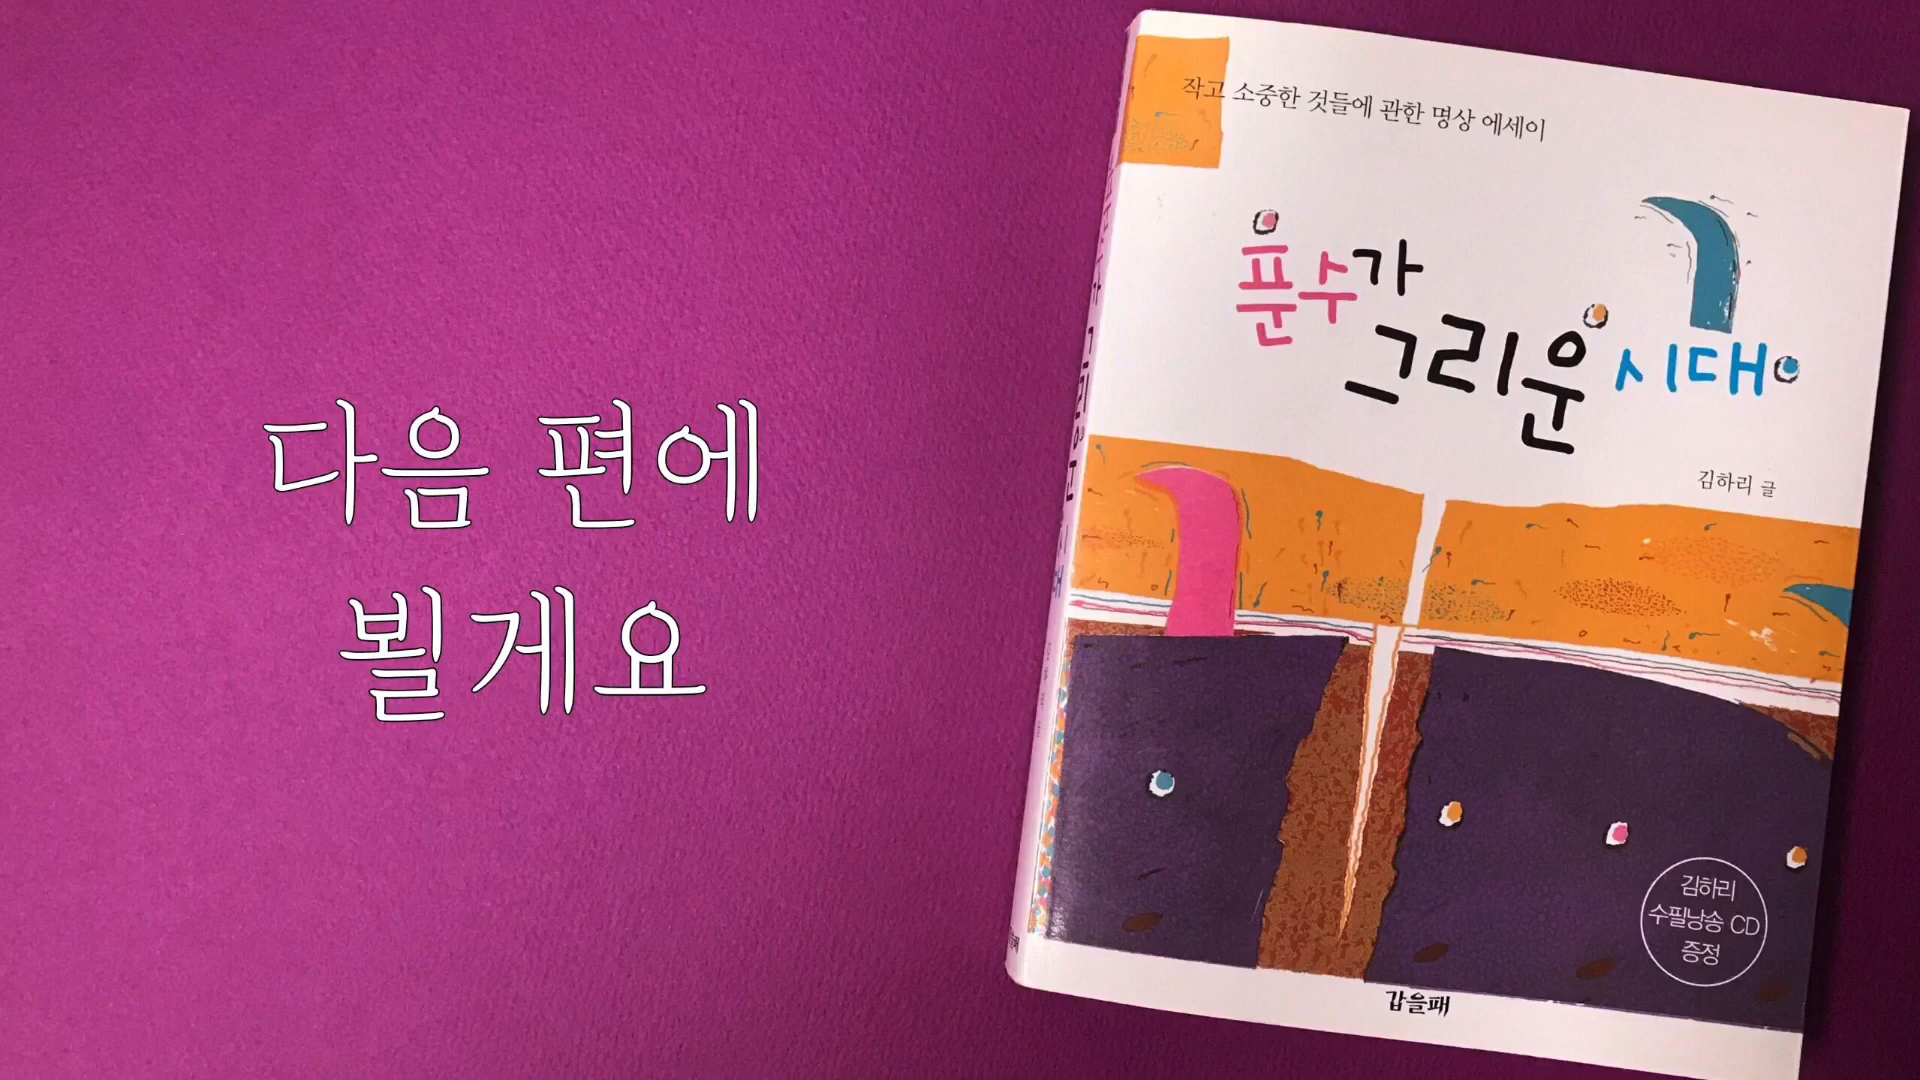 다음 편에
뵐게요
작고 소중한 것들에 관한 명상 에세이
푼수가
그리운 시대
김하리 글
김하리
수필낭송 CD
증정
갑을패